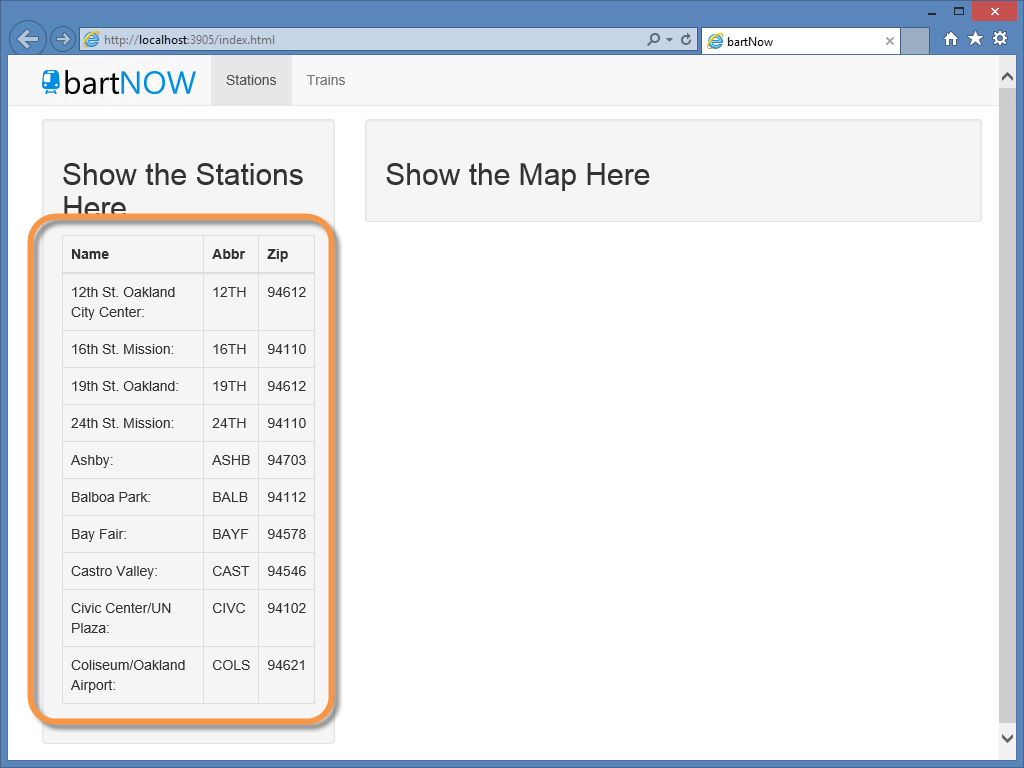 http://localhost:3905/index.html
bartNow
bartNOW
Stations
Trains
Show the Stations
Here
Name Abbr Zip
12th St. Oakland 12TH 94612
City Center:
16th St. Mission: 16TH 94110
19th St. Oakland: 19TH 94612
24th St. Mission: 24TH 94110
Ashby: ASHB 94703
Balboa Park: BALB 94112
Bay Fair: BAYF 94578
Castro Valley: CAST 94546
Civic Center/UN CIVC 94102
Plaza:
Coliseum/Oakland COLS 94621
Airport:
Show the Map Here